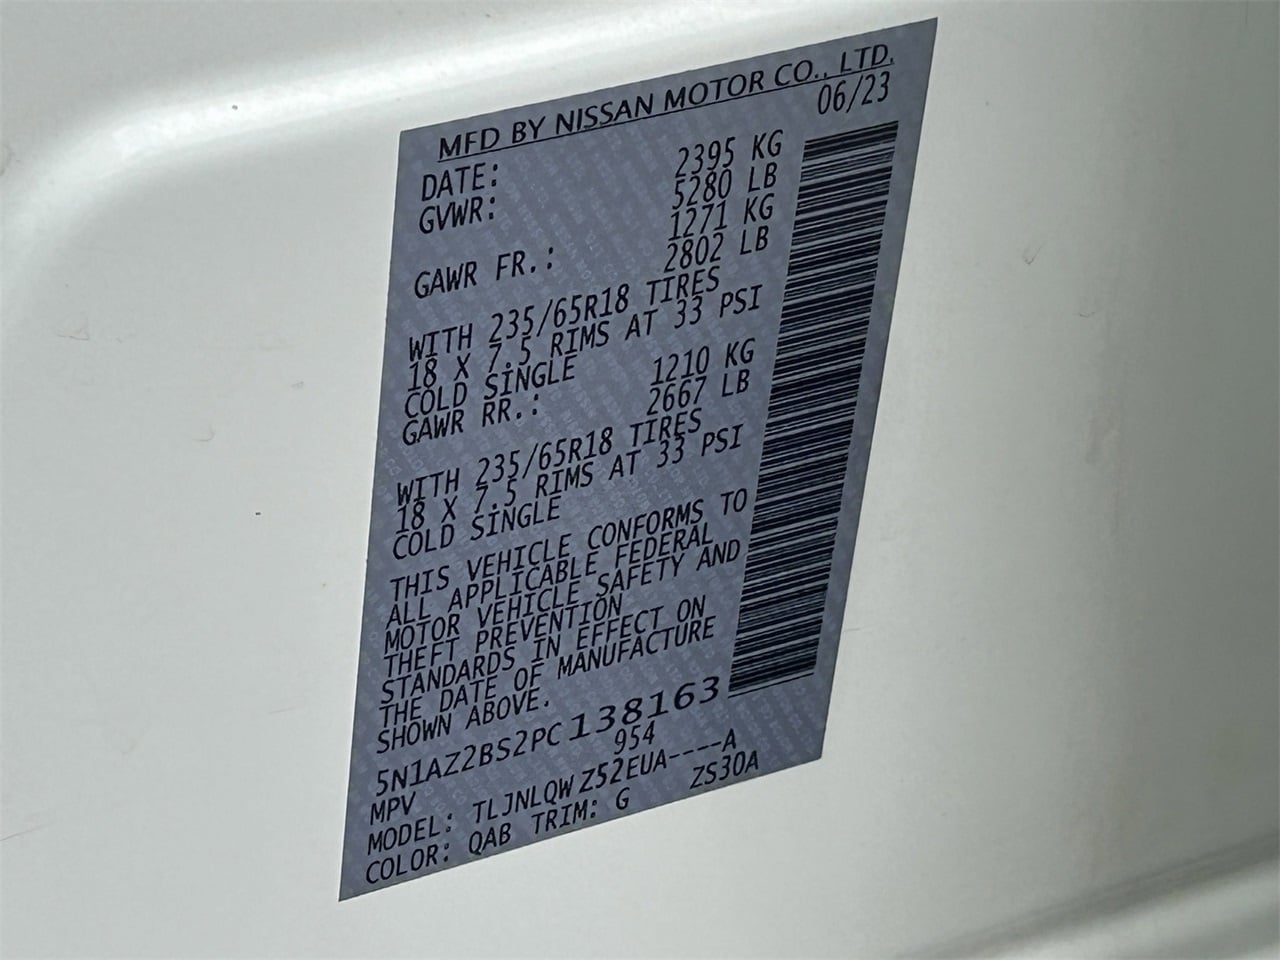 MFD BY NISSAN MOTOR CO., LTD.
DATE: 06/23
GVWR: 2395 KG
5280 LB
GAWR FR.: 1271 KG
2802 LB
WITH 235/65R18 TIRES
18 X 7.5 RIMS AT 33 PSI
COLD SINGLE
GAWR RR.: 1210 KG
2667 LB
WITH 235/65R18 TIRES
18 X 7.5 RIMS AT 33 PSI
COLD SINGLE
THIS VEHICLE CONFORMS TO
ALL APPLICABLE FEDERAL
MOTOR VEHICLE SAFETY AND
THEFT PREVENTION
STANDARDS IN EFFECT ON
THE DATE OF MANUFACTURE
SHOWN ABOVE.
5N1AZ2BS2PC138163
MPV 954
MODEL: TLJNLQWZ52EUA----A
COLOR: QAB TRIM: G ZS30A